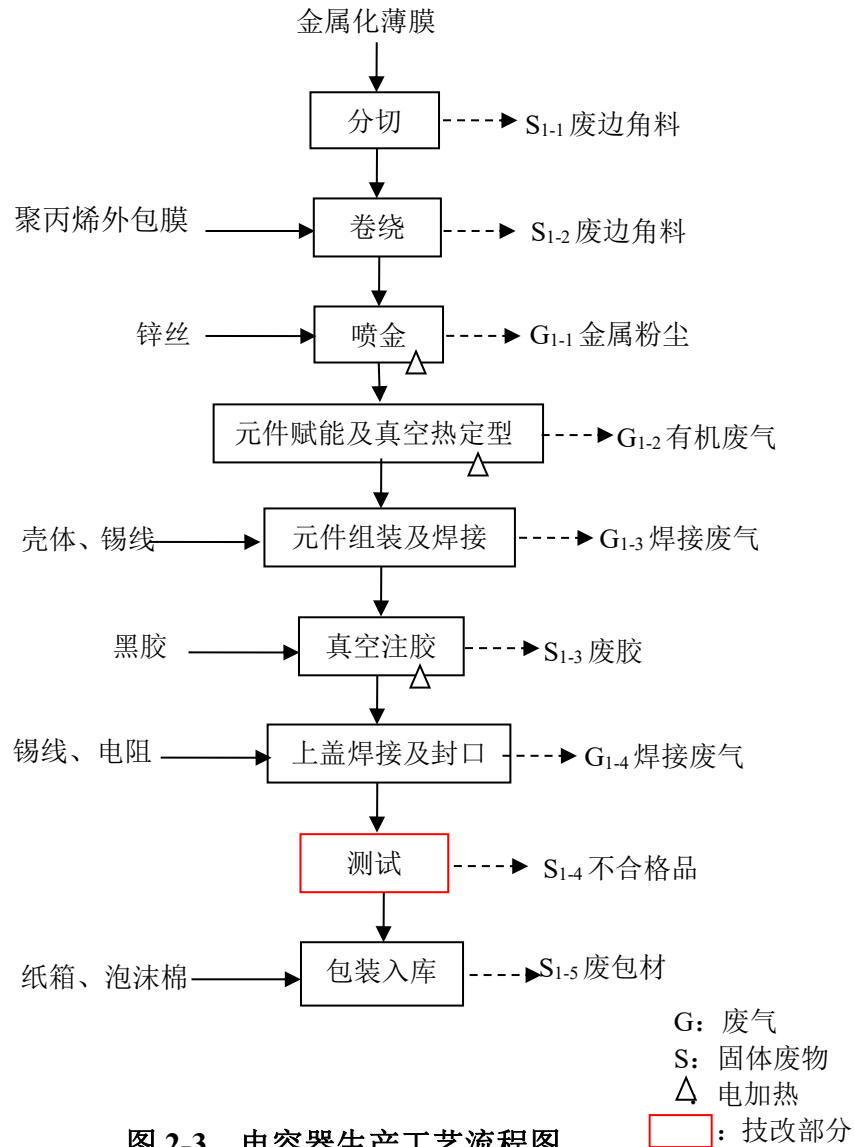 金属化薄膜
分切
S1-1 废边角料
聚丙烯外包膜
卷绕
S1-2 废边角料
锌丝
喷金
G1-1 金属粉尘
元件赋能及真空热定型
G1-2 有机废气
壳体、锡线
元件组装及焊接
G1-3 焊接废气
黑胶
真空注胶
S1-3 废胶
锡线、电阻
上盖焊接及封口
G1-4 焊接废气
测试
S1-4 不合格品
纸箱、泡沫棉
包装入库
S1-5 废包材
G：废气
S：固体废物
电加热
：技改部分
图 2-3 电容器生产工艺流程图